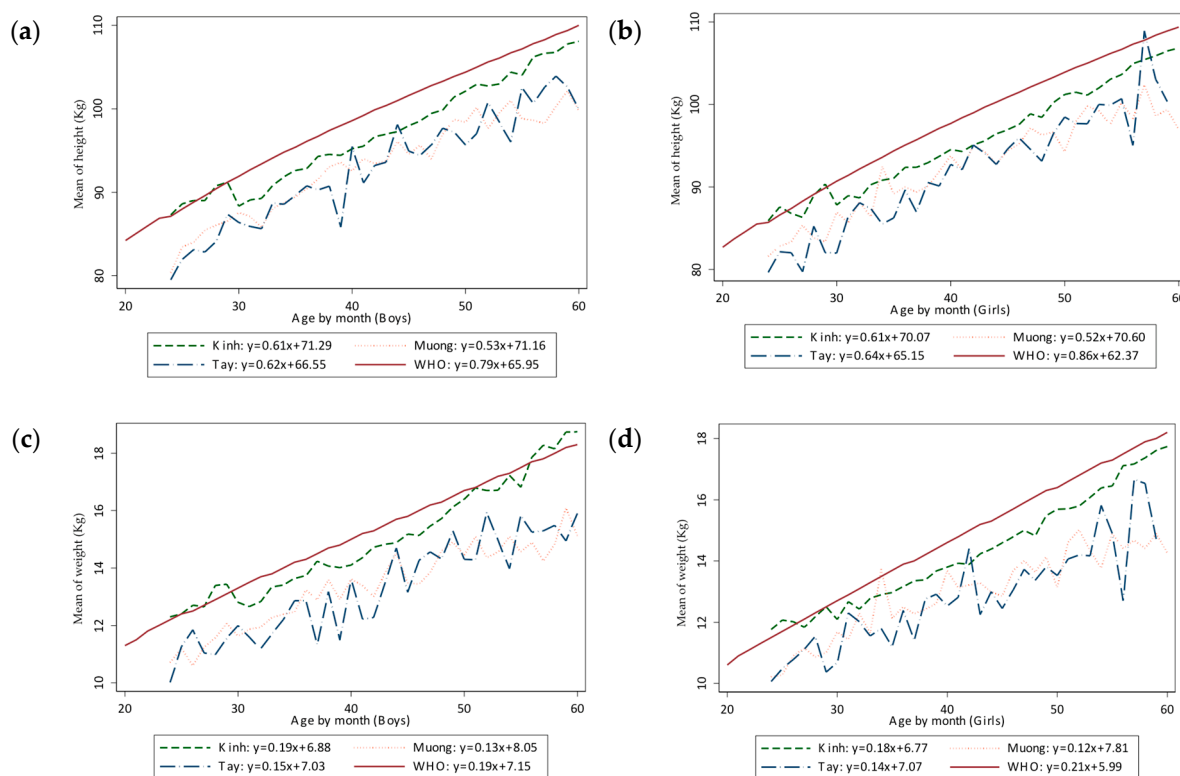 (a)
Mean of height (Kg)
110
100
90
80
20 30 40 50 60
Age by month (Boys)
K inh: y=0.61x+71.29 Muong: y=0.53x+71.16
Tay: y=0.62x+66.55 WHO: y=0.79x+65.95
(b)
Mean of height (Kg)
110
100
90
80
20 30 40 50 60
Age by month (Girls)
K inh: y=0.61x+70.07 Muong: y=0.52x+70.60
Tay: y=0.64x+65.15 WHO: y=0.86x+62.37
(c)
Mean of weight (Kg)
18
16
14
12
10
20 30 40 50 60
Age by month (Boys)
K inh: y=0.19x+6.88 Muong: y=0.13x+8.05
Tay: y=0.15x+7.03 WHO: y=0.19x+7.15
(d)
Mean of weight (Kg)
18
16
14
12
10
20 30 40 50 60
Age by month (Girls)
K inh: y=0.18x+6.77 Muong: y=0.12x+7.81
Tay: y=0.14x+7.07 WHO: y=0.21x+5.99